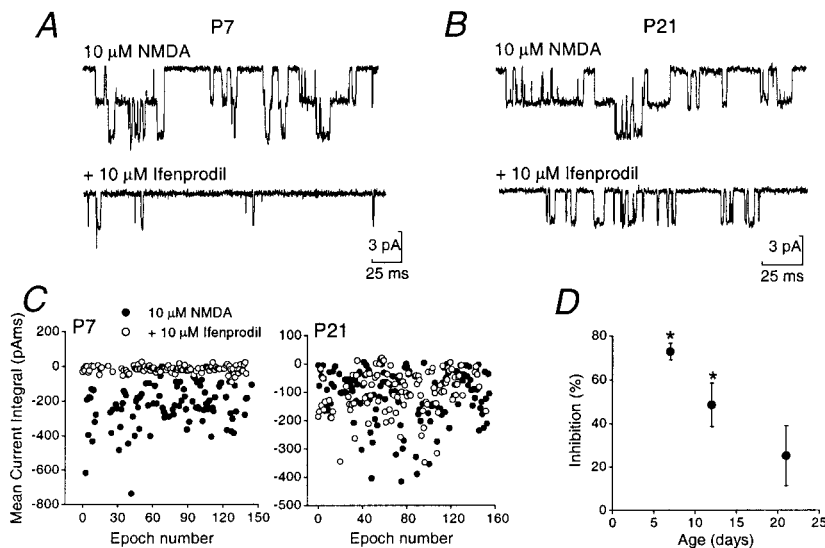 A
P7
10 μM NMDA
+ 10 μM Ifenprodil
3 pA
25 ms
B
P21
10 μM NMDA
+ 10 μM Ifenprodil
3 pA
25 ms
C
● 10 μM NMDA
○ + 10 μM Ifenprodil
P7
Mean Current Integral (pAms)
200
0
-200
-400
-600
-800
0 30 60 90 120 150
Epoch number
P21
100
0
-100
-200
-300
-400
-500
0 40 80 120 160
Epoch number
D
Inhibition (%)
80
60
40
20
0
* *
0 5 10 15 20 25
Age (days)